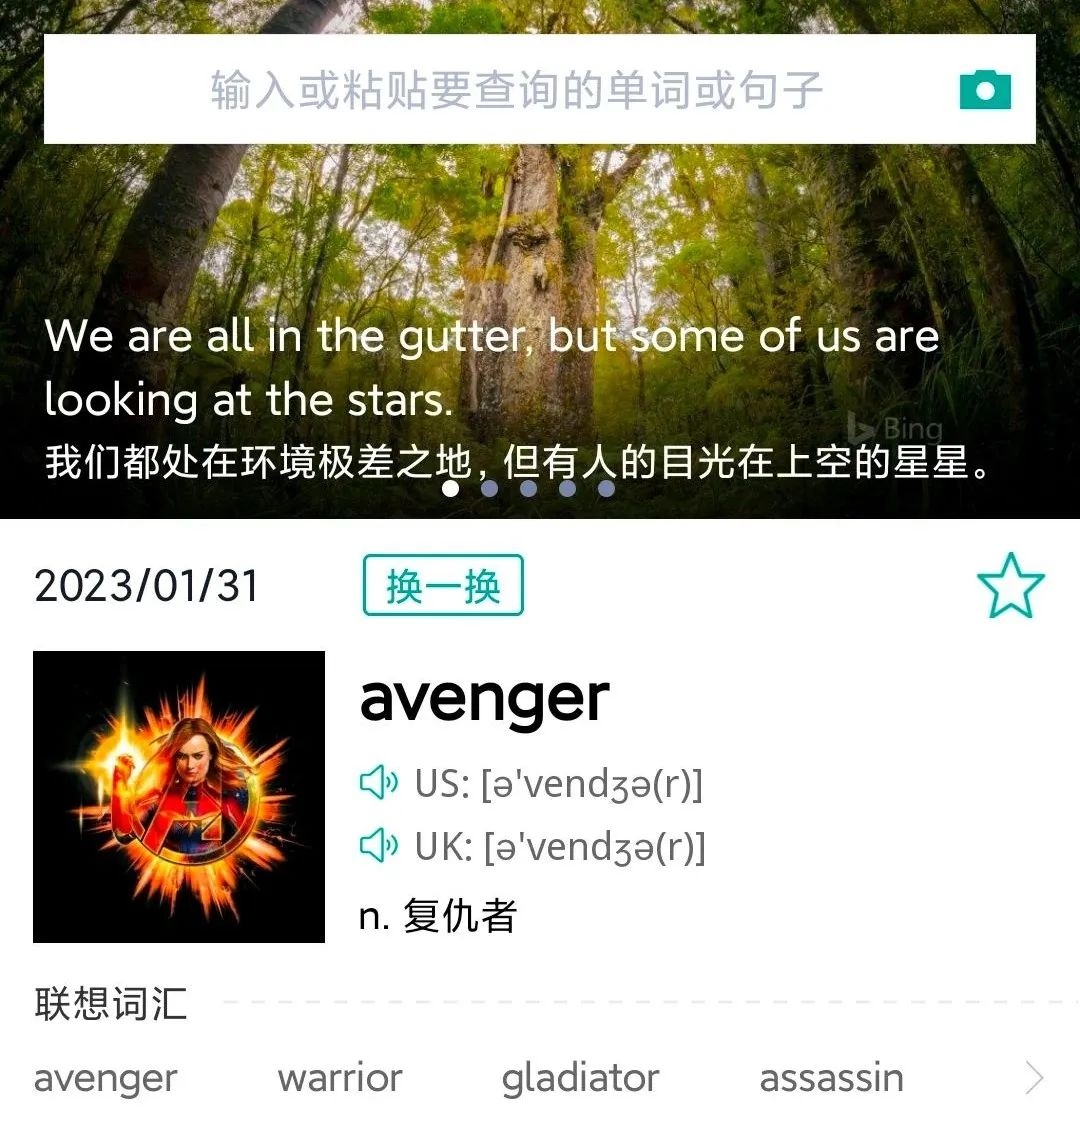 输入或粘贴要查询的单词或句子
We are all in the gutter, but some of us are
looking at the stars.
Bing
我们都处在环境极差之地，但有人的目光在上空的星星。
2023/01/31 换一换
avenger
US: [ə'vendʒə(r)]
UK: [ə'vendʒə(r)]
n. 复仇者
联想词汇
avenger warrior gladiator assassin